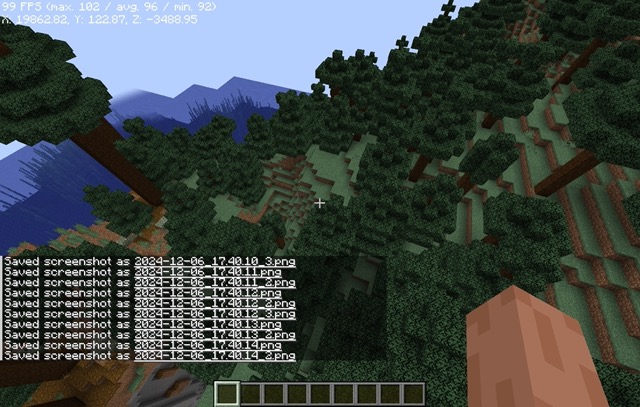 99 FPS (max. 102 / avg. 96 / min. 92)
X: 19862.82, Y: 122.87, Z: -3488.95
Saved screenshot as 2024-12-06_17.40.10_3.png
Saved screenshot as 2024-12-06_17.40.11.png
Saved screenshot as 2024-12-06_17.40.11_2.png
Saved screenshot as 2024-12-06_17.40.12.png
Saved screenshot as 2024-12-06_17.40.12_2.png
Saved screenshot as 2024-12-06_17.40.12_3.png
Saved screenshot as 2024-12-06_17.40.13.png
Saved screenshot as 2024-12-06_17.40.13_2.png
Saved screenshot as 2024-12-06_17.40.14.png
Saved screenshot as 2024-12-06_17.40.14_2.png